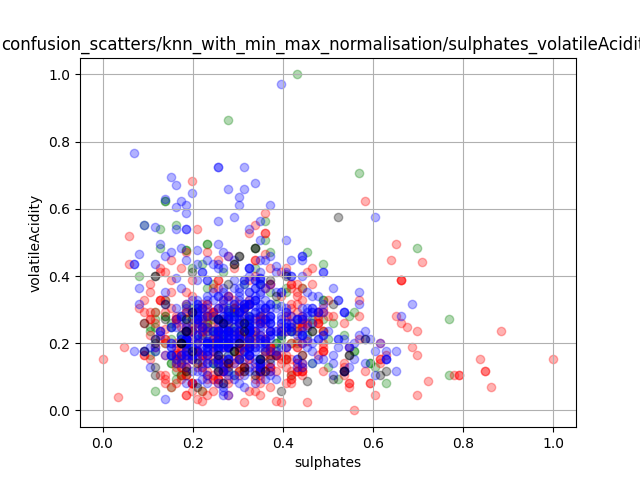 confusion_scatters/knn_with_min_max_normalisation/sulphates_volatileAcidit
1.0
0.8
0.6
0.4
0.2
0.0
volatileAcidity
0.0 0.2 0.4 0.6 0.8 1.0
sulphates